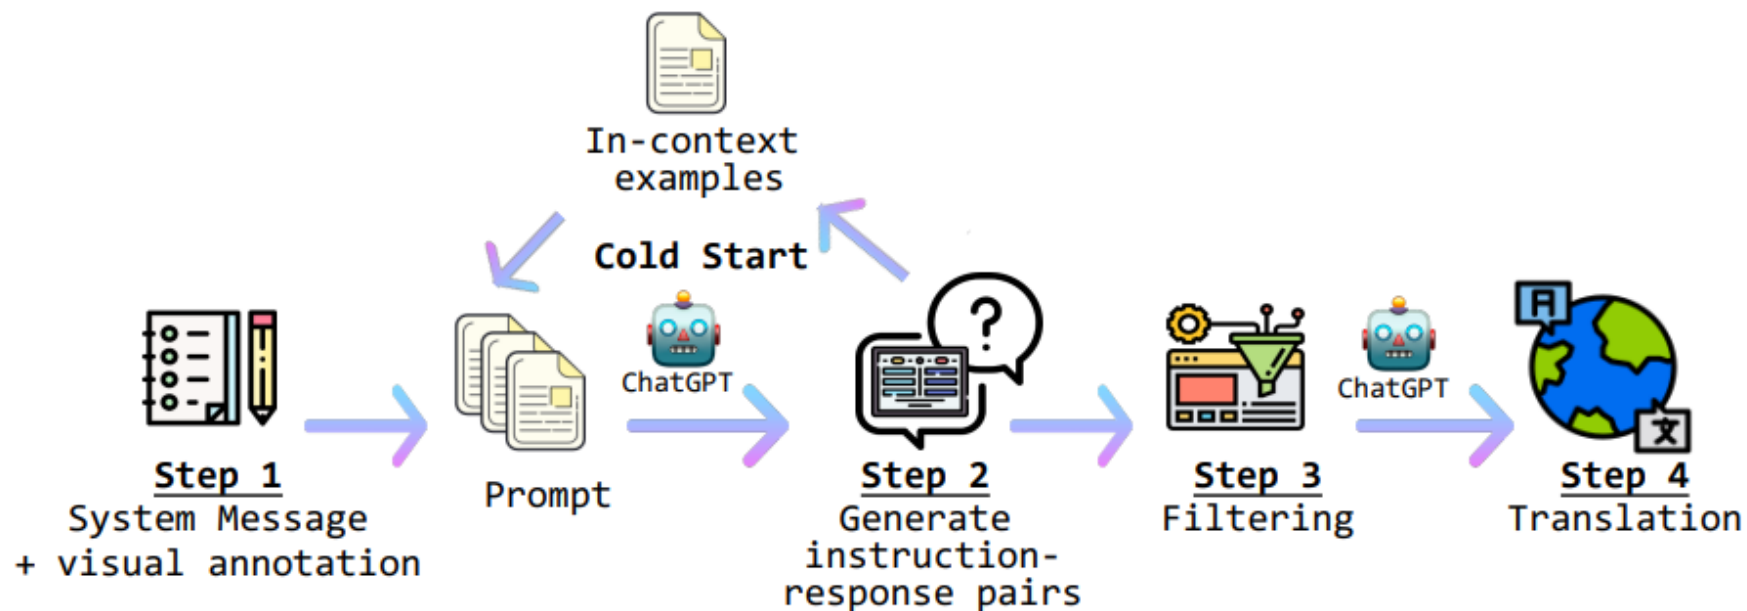 In-context
examples
Cold Start
ChatGPT
ChatGPT
A
文
Step 1
System Message
+ visual annotation
Prompt
Step 2
Generate
instruction-
response pairs
Step 3
Filtering
Step 4
Translation